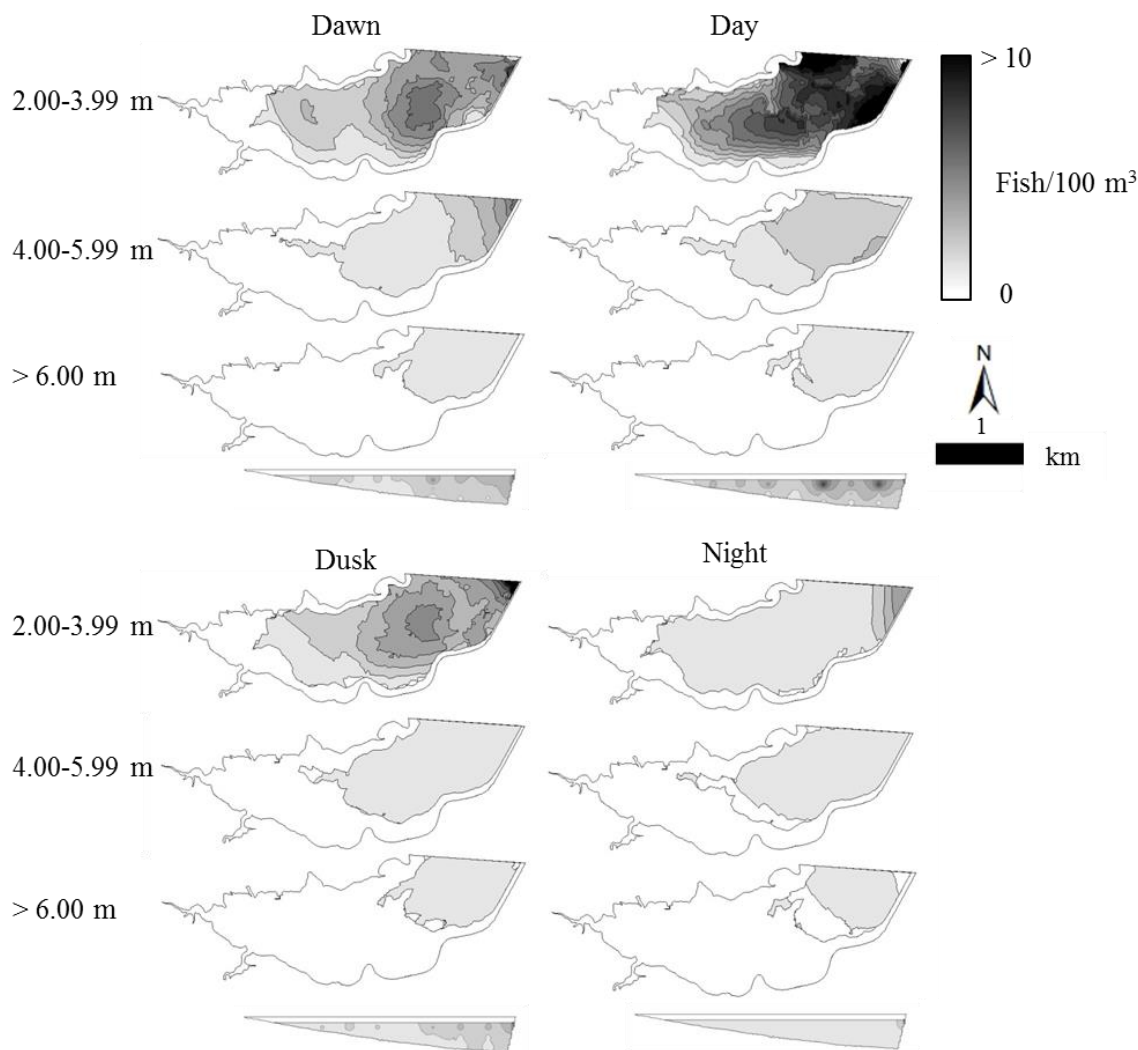 Dawn
Day
2.00-3.99 m
> 10
Fish/100 m³
4.00-5.99 m
0
> 6.00 m
N
1
km
Dusk
Night
2.00-3.99 m
4.00-5.99 m
> 6.00 m